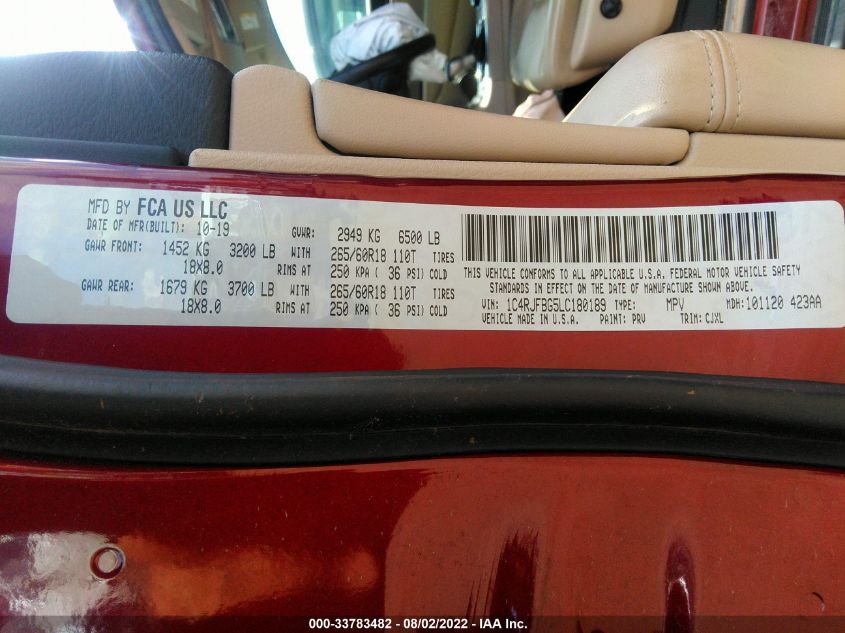 MFD BY FCA US LLC
DATE OF MFR(BUILT): 10-19 GVWR: 2949 KG 6500 LB
GAWR FRONT: 1452 KG 3200 LB WITH 265/60R18 110T TIRES
18X8.0 RIMS AT 250 KPA ( 36 PSI) COLD
GAWR REAR: 1679 KG 3700 LB WITH 265/60R18 110T TIRES
18X8.0 RIMS AT 250 KPA ( 36 PSI) COLD
THIS VEHICLE CONFORMS TO ALL APPLICABLE U.S.A. FEDERAL MOTOR VEHICLE SAFETY
STANDARDS IN EFFECT ON THE DATE OF MANUFACTURE SHOWN ABOVE.
VIN: 1C4RJFBG5LC180189 TYPE: MPV MDH:101120 423AA
VEHICLE MADE IN U.S.A. PAINT: PRV TRIM: CJXL
000-33783482 - 08/02/2022 - IAA Inc.